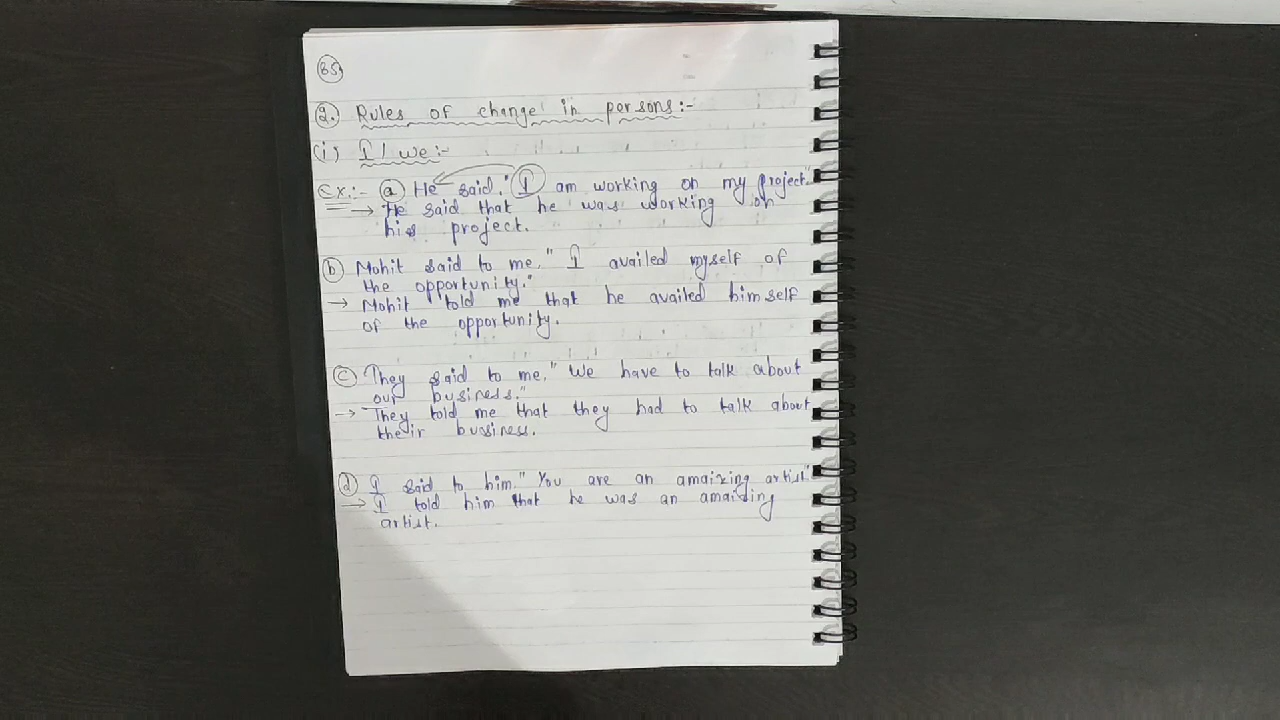 85.
2. Rules of change in persons:-
(i) I/we:-
Ex.:- (a) He said, "I am working on my project."
→ He said that he was working on
his project.
(b) Mohit said to me, "I availed myself of
the opportunity."
→ Mohit told me that he availed himself
of the opportunity.
(c) They said to me, "We have to talk about
our business."
→ They told me that they had to talk about
their business.
(d) I said to him, "You are an amaizing artist"
→ I told him that he was an amaizing
artist.